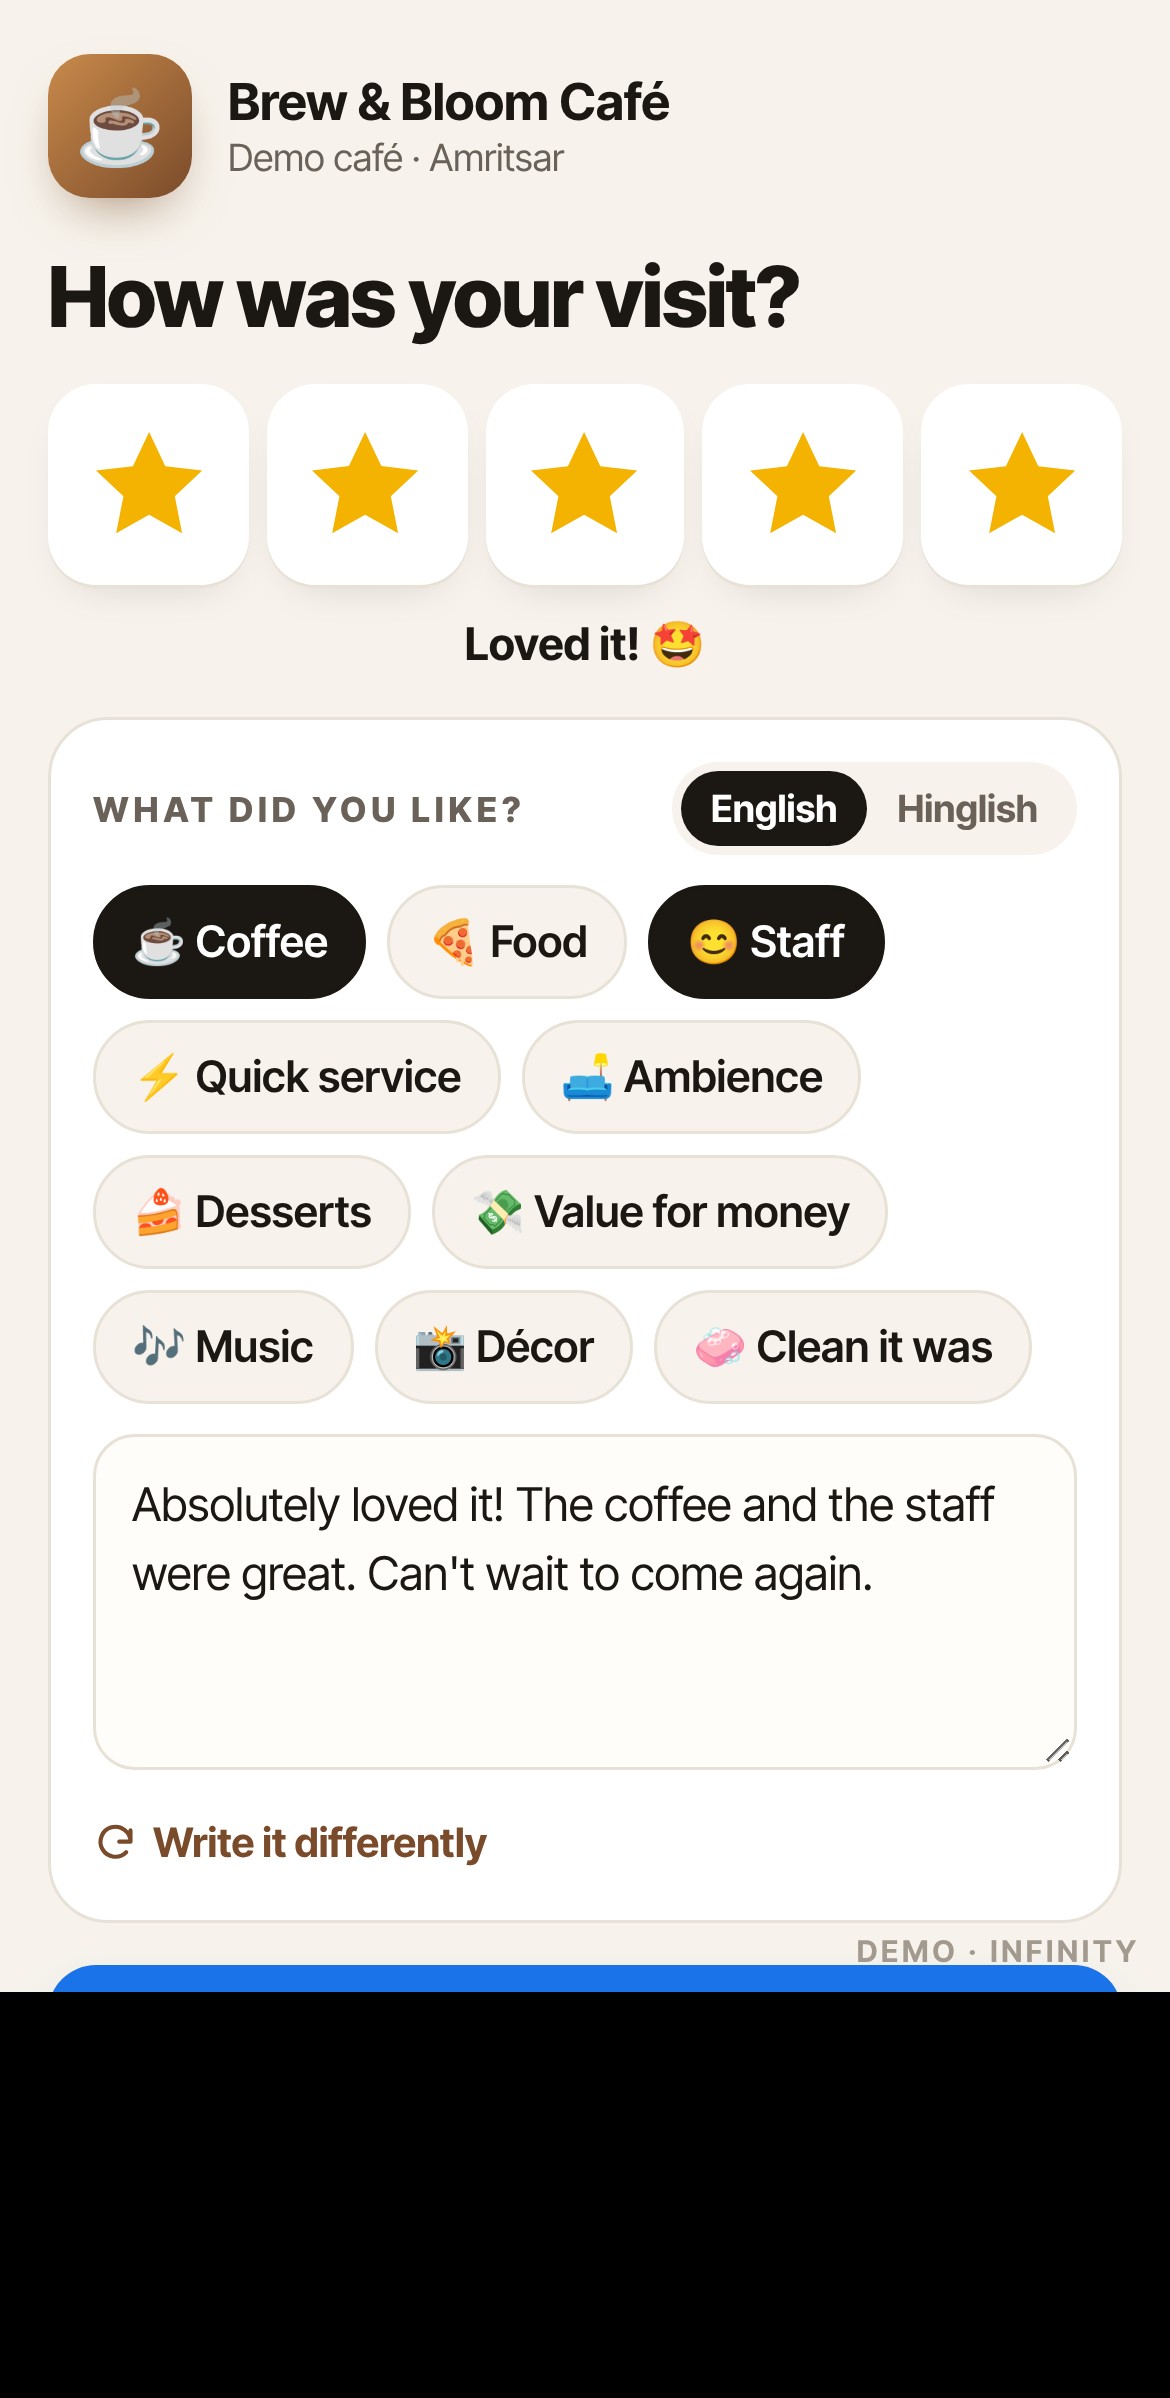 Brew & Bloom Café
Demo café · Amritsar
How was your visit?
Loved it! 🤩
WHAT DID YOU LIKE?
English
Hinglish
☕ Coffee
🍕 Food
😊 Staff
⚡ Quick service
🛋️ Ambience
🍰 Desserts
💸 Value for money
🎶 Music
📸 Décor
🧼 Clean it was
Absolutely loved it! The coffee and the staff
were great. Can't wait to come again.
Write it differently
DEMO · INFINITY